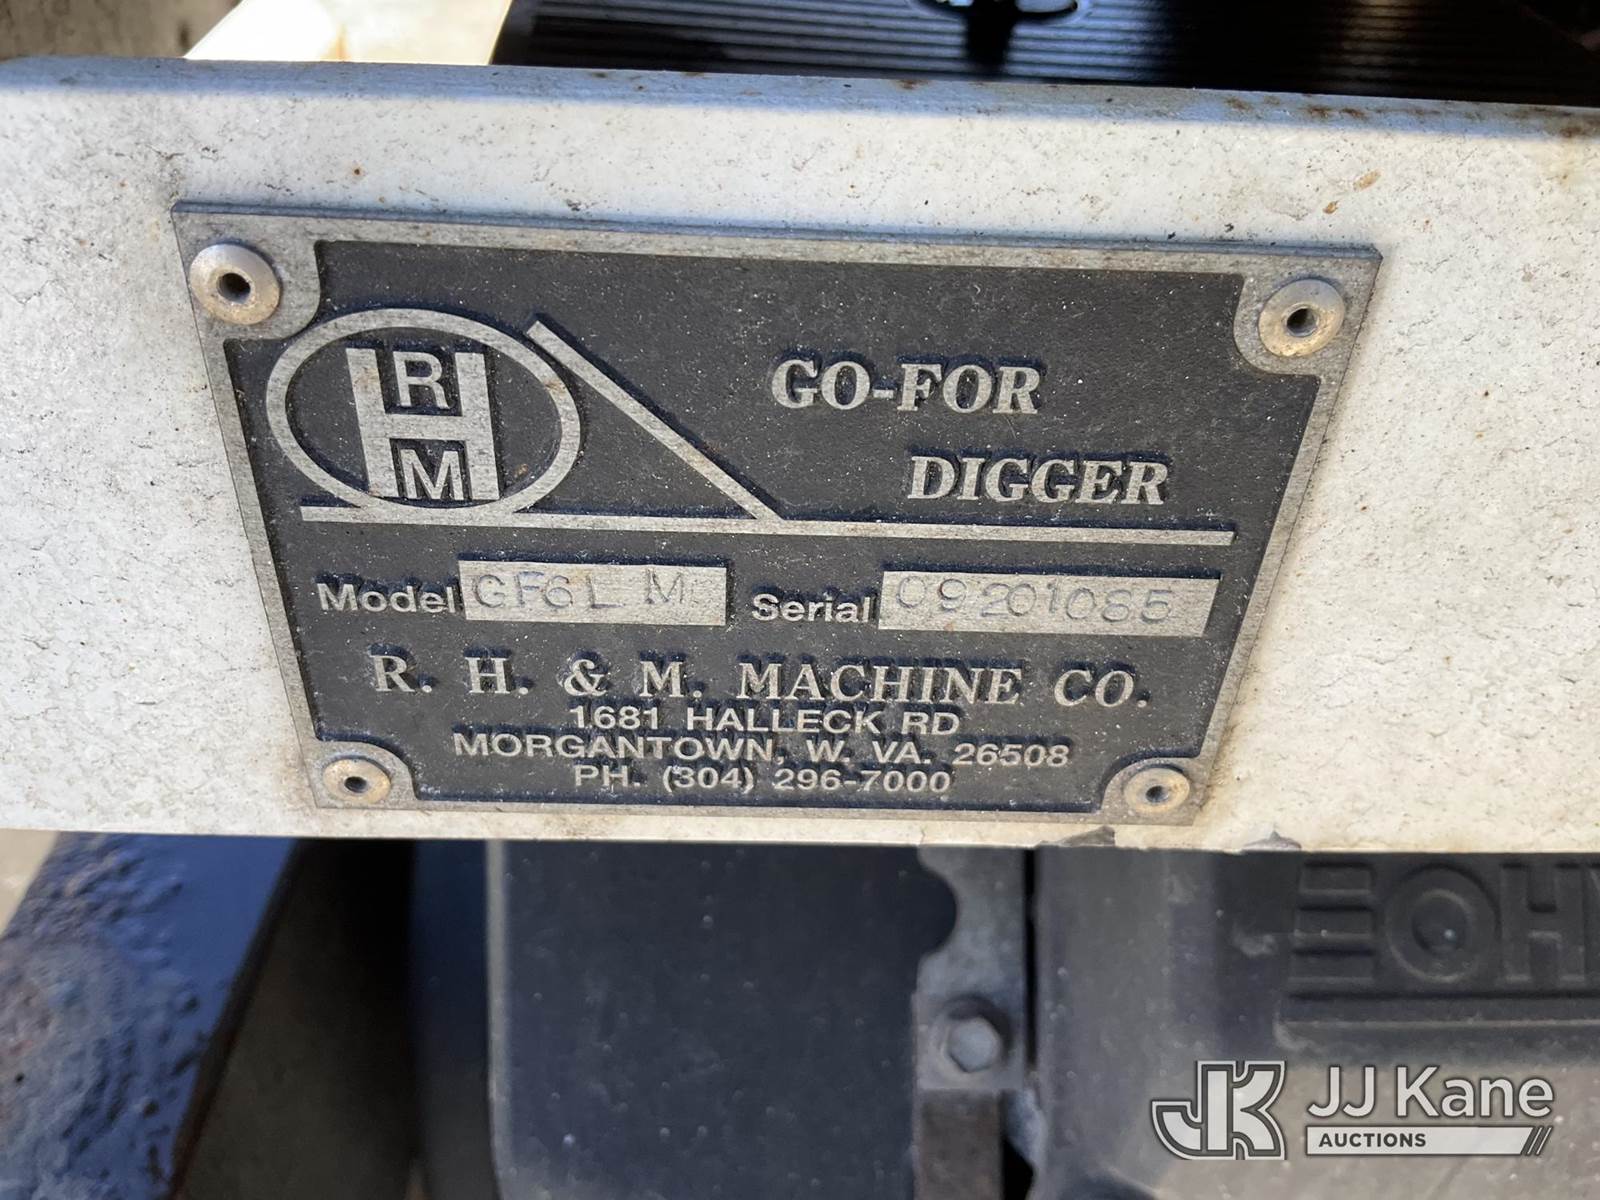 R
H
M
GO-FOR
DIGGER
Model GF6L M Serial 09201085
R. H. & M. MACHINE CO.
1681 HALLECK RD
MORGANTOWN, W. VA. 26508
PH. (304) 296-7000
JK JJ Kane
AUCTIONS